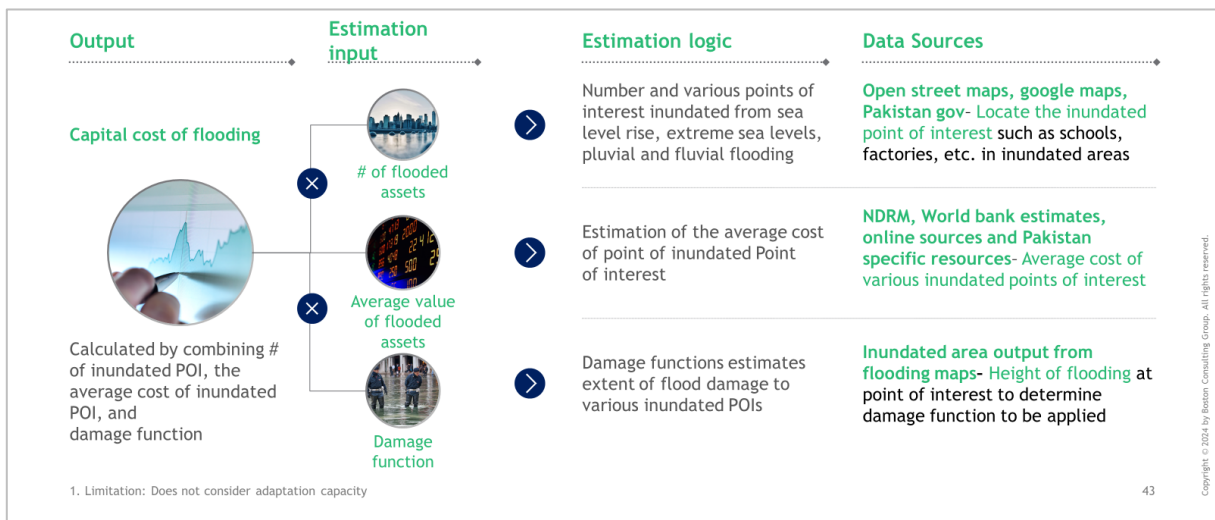 Output
Estimation
input
Estimation logic
Data Sources
Capital cost of flooding
Calculated by combining #
of inundated POI, the
average cost of inundated
POI, and
damage function
# of flooded
assets
Number and various points of
interest inundated from sea
level rise, extreme sea levels,
pluvial and fluvial flooding
Open street maps, google maps,
Pakistan gov– Locate the inundated
point of interest such as schools,
factories, etc. in inundated areas
Average value
of flooded
assets
Estimation of the average cost
of point of inundated Point
of interest
NDRM, World bank estimates,
online sources and Pakistan
specific resources– Average cost of
various inundated points of interest
Damage
function
Damage functions estimates
extent of flood damage to
various inundated POIs
Inundated area output from
flooding maps– Height of flooding at
point of interest to determine
damage function to be applied
1. Limitation: Does not consider adaptation capacity
43
Copyright © 2024 by Boston Consulting Group. All rights reserved.